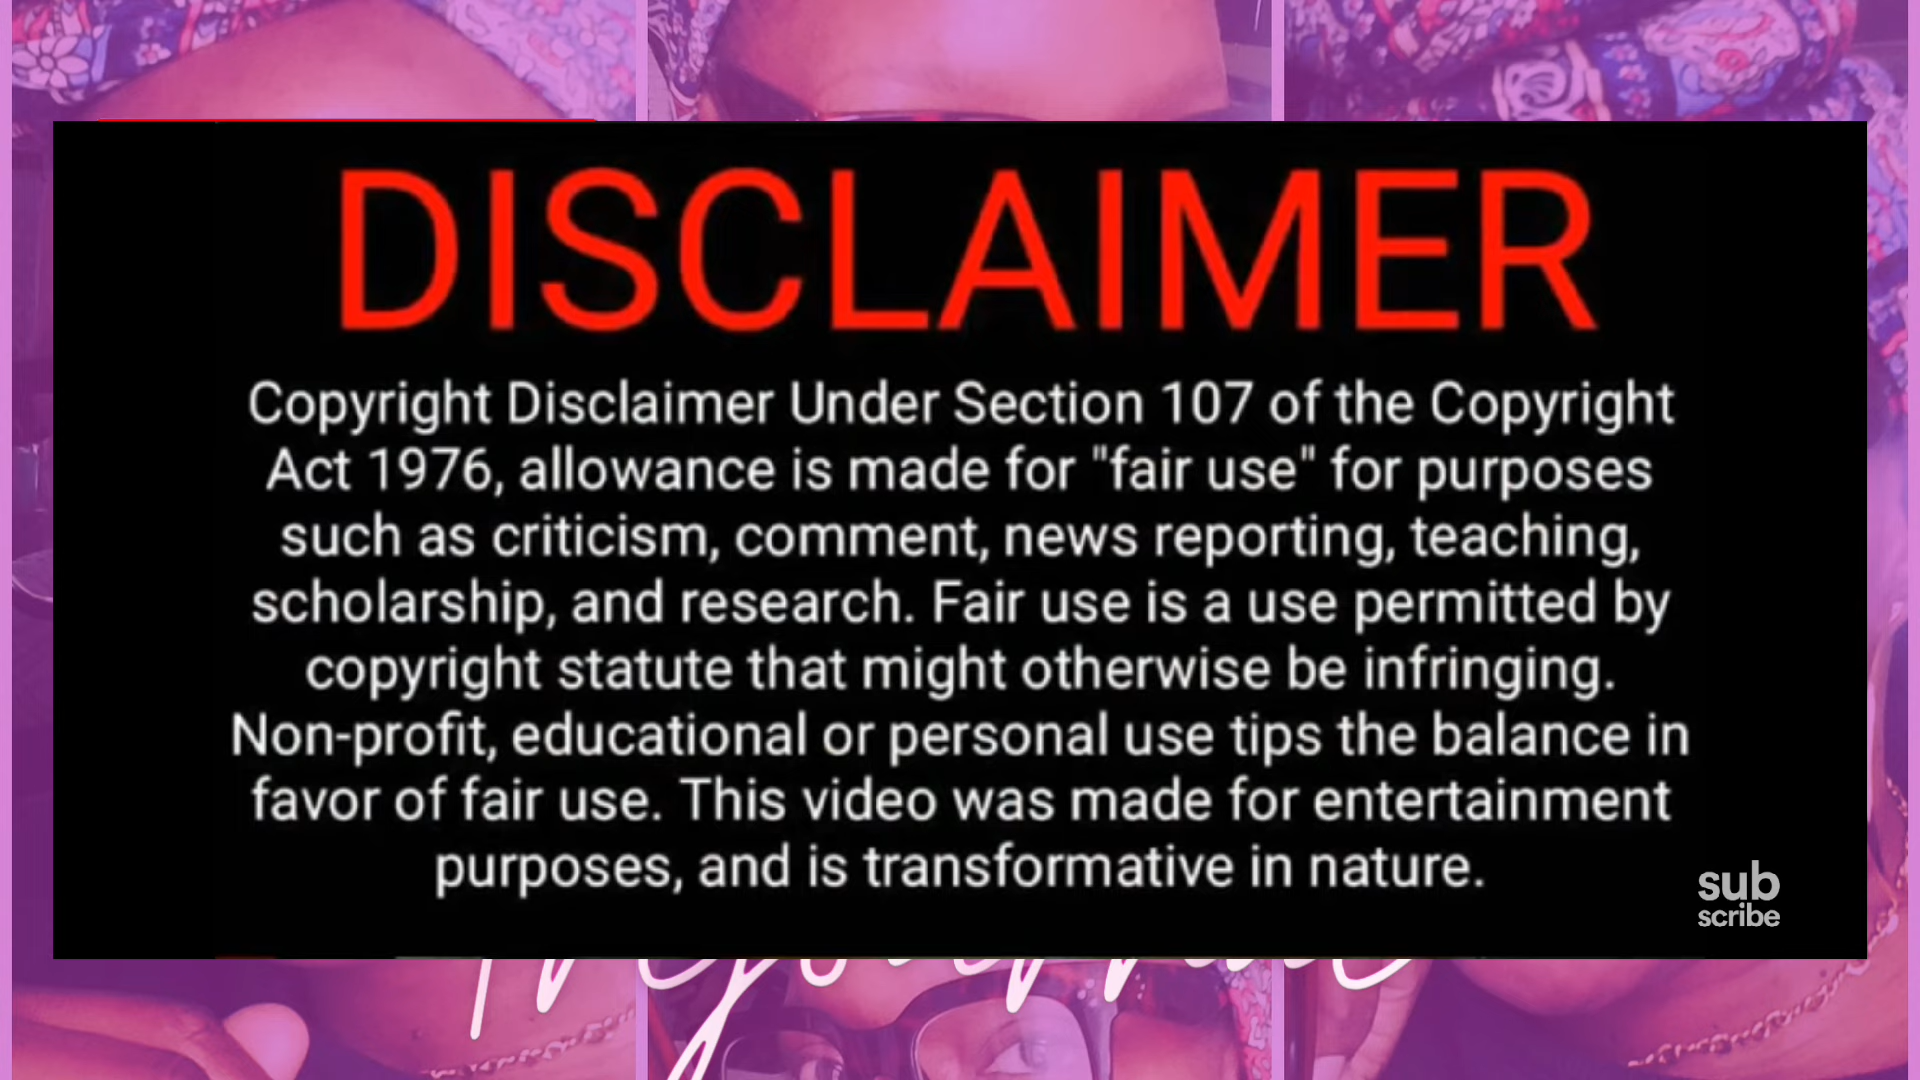 DISCLAIMER
Copyright Disclaimer Under Section 107 of the Copyright
Act 1976, allowance is made for "fair use" for purposes
such as criticism, comment, news reporting, teaching,
scholarship, and research. Fair use is a use permitted by
copyright statute that might otherwise be infringing.
Non-profit, educational or personal use tips the balance in
favor of fair use. This video was made for entertainment
purposes, and is transformative in nature.
sub
scribe